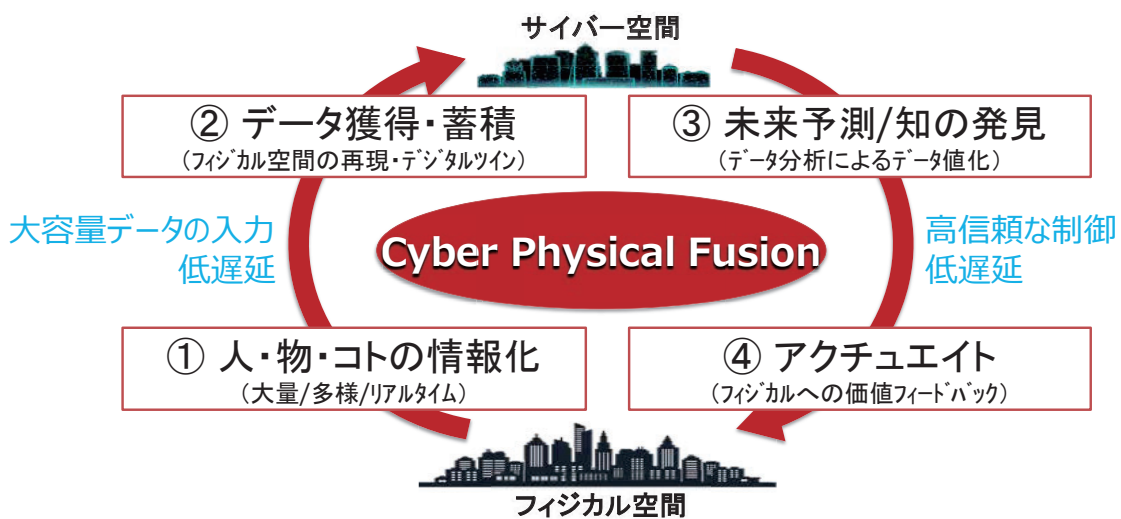 サイバー空間
② データ獲得・蓄積
(フィジカル空間の再現・デジタルツイン)
③ 未来予測/知の発見
(データ分析によるデータ値化)
大容量データの入力
低遅延
Cyber Physical Fusion
高信頼な制御
低遅延
① 人・物・コトの情報化
(大量/多様/リアルタイム)
④ アクチュエイト
(フィジカルへの価値フィードバック)
フィジカル空間